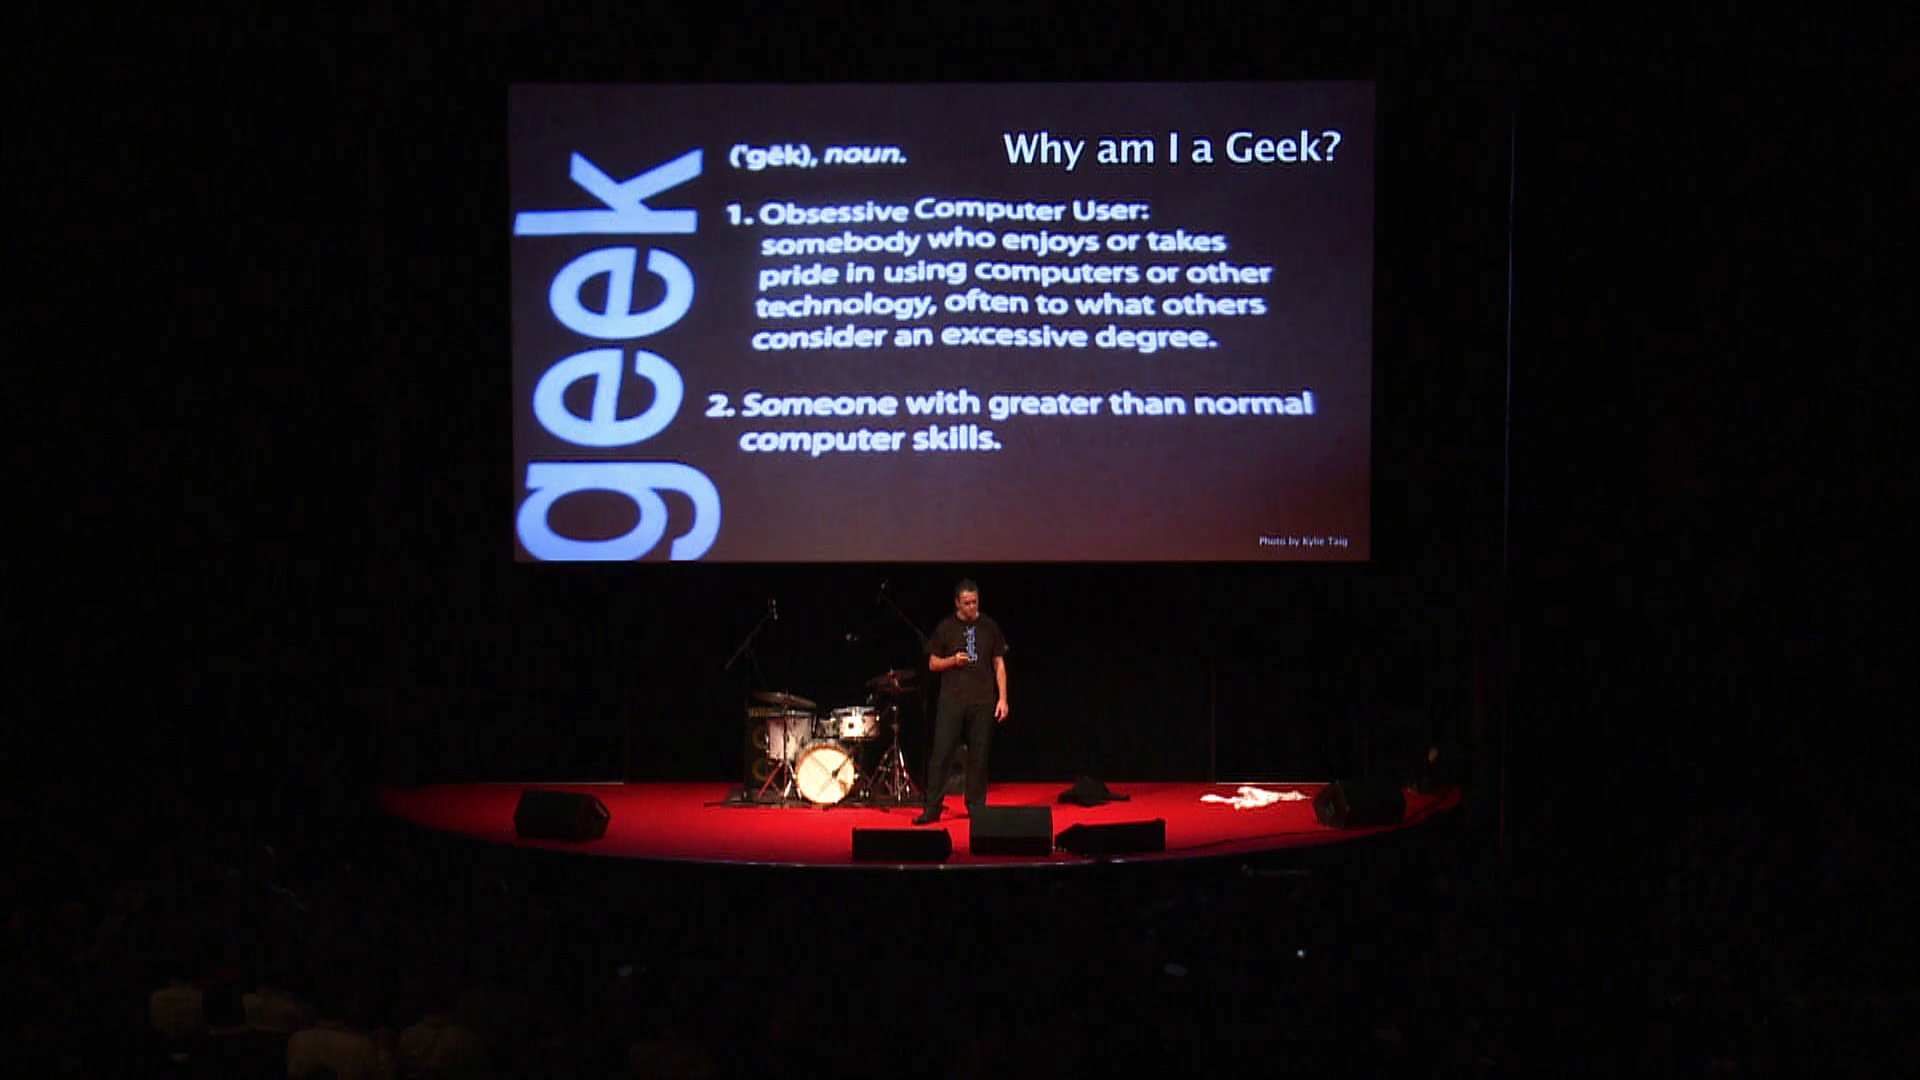 Why am I a Geek?
geek
('gēk), noun.
1. Obsessive Computer User:
somebody who enjoys or takes
pride in using computers or other
technology, often to what others
consider an excessive degree.
2. Someone with greater than normal
computer skills.
Photo by Kylie Taig
geek